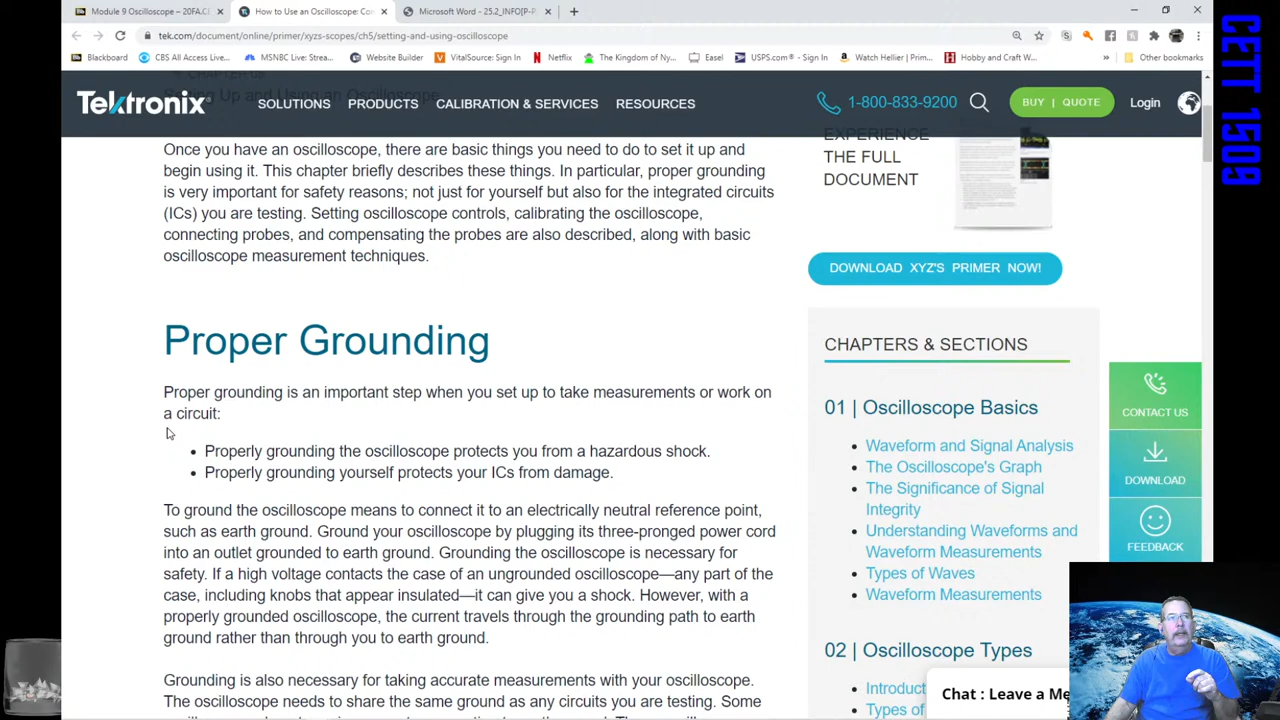 Module 9 Oscilloscope – 20FA.CE
How to Use an Oscilloscope: Con
Microsoft Word - 25.2_INFO[P-P
tek.com/document/online/primer/xyzs-scopes/ch5/setting-and-using-oscilloscope
Blackboard
CBS All Access Live...
MSNBC Live: Strea...
Website Builder
VitalSource: Sign In
Netflix
The Kingdom of Ny...
Easel
USPS.com® - Sign In
Watch Hellier | Prim...
Hobby and Craft W...
»
Other bookmarks
CHAPTER 05
Setting Up and Using an Oscilloscope
Tektronix®
SOLUTIONS
PRODUCTS
CALIBRATION & SERVICES
RESOURCES
1-800-833-9200
BUY | QUOTE
Login
Once you have an oscilloscope, there are basic things you need to do to set it up and
begin using it. This chapter briefly describes these things. In particular, proper grounding
is very important for safety reasons; not just for yourself but also for the integrated circuits
(ICs) you are testing. Setting oscilloscope controls, calibrating the oscilloscope,
connecting probes, and compensating the probes are also described, along with basic
oscilloscope measurement techniques.
Proper Grounding
Proper grounding is an important step when you set up to take measurements or work on
a circuit:
• Properly grounding the oscilloscope protects you from a hazardous shock.
• Properly grounding yourself protects your ICs from damage.
To ground the oscilloscope means to connect it to an electrically neutral reference point,
such as earth ground. Ground your oscilloscope by plugging its three-pronged power cord
into an outlet grounded to earth ground. Grounding the oscilloscope is necessary for
safety. If a high voltage contacts the case of an ungrounded oscilloscope—any part of the
case, including knobs that appear insulated—it can give you a shock. However, with a
properly grounded oscilloscope, the current travels through the grounding path to earth
ground rather than through you to earth ground.
Grounding is also necessary for taking accurate measurements with your oscilloscope.
The oscilloscope needs to share the same ground as any circuits you are testing. Some
EXPERIENCE
THE FULL
DOCUMENT
DOWNLOAD XYZ'S PRIMER NOW!
CHAPTERS & SECTIONS
01 | Oscilloscope Basics
• Waveform and Signal Analysis
• The Oscilloscope's Graph
• The Significance of Signal
Integrity
• Understanding Waveforms and
Waveform Measurements
• Types of Waves
• Waveform Measurements
02 | Oscilloscope Types
• Introduct
• Types of
CONTACT US
DOWNLOAD
FEEDBACK
Chat : Leave a Me
CETT 1509